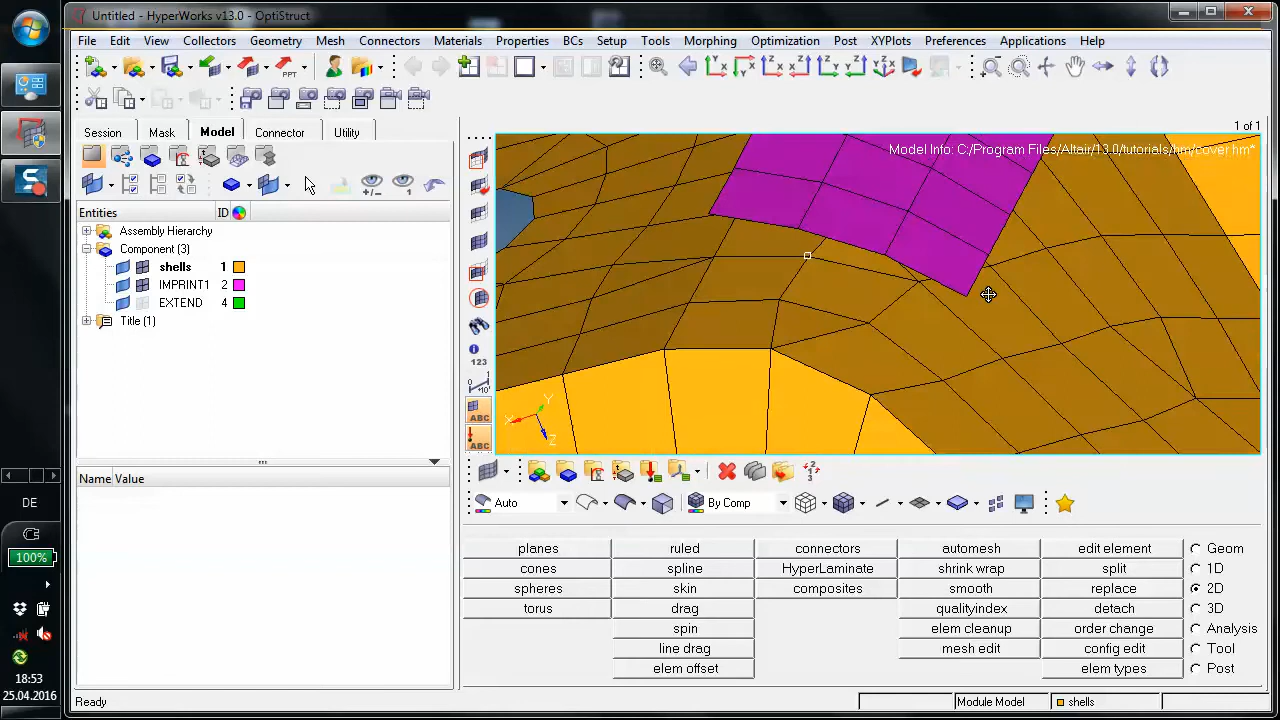 Untitled - HyperWorks v13.0 - OptiStruct
File Edit View Collectors Geometry Mesh Connectors Materials Properties BCs Setup Tools Morphing Optimization Post XYPlots Preferences Applications Help
PPT
Session Mask Model Connector Utility
1 of 1
Model Info: C:/Program Files/Altair/13.0/tutorials/hm/cover.hm*
Entities ID
Assembly Hierarchy
Component (3)
shells 1
IMPRINT1 2
EXTEND 4
Title (1)
123
ABC
ABC
X Y Z
Name Value
Auto By Comp
planes ruled connectors automesh edit element Geom
cones spline HyperLaminate shrink wrap split 1D
spheres skin composites smooth replace 2D
torus drag qualityindex detach 3D
spin elem cleanup order change Analysis
line drag mesh edit config edit Tool
elem offset elem types Post
Ready Module Model shells
DE
100%
18:53
25.04.2016